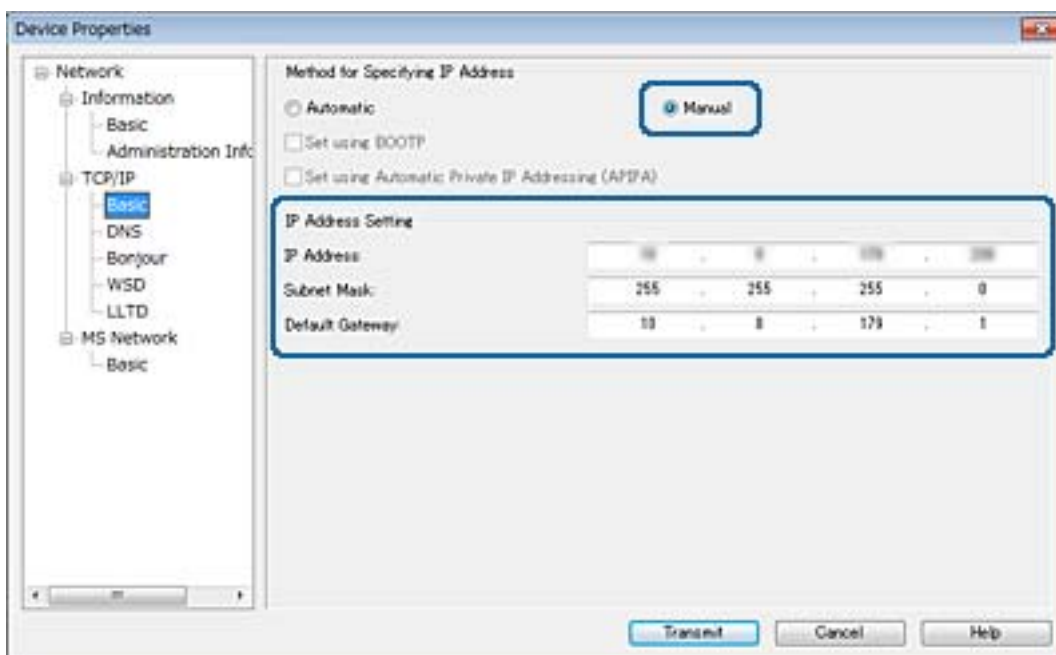 Device Properties
Network
Information
Basic
Administration Info
TCP/IP
Basic
DNS
Bonjour
WSD
LLTD
MS Network
Basic
Method for Specifying IP Address
Automatic
Manual
Set using BOOTP
Set using Automatic Private IP Addressing (APIPA)
IP Address Setting
IP Address:
Subnet Mask: 255 . 255 . 255 . 0
Default Gateway: 10 . 8 . 179 . 1
Transmit Cancel Help